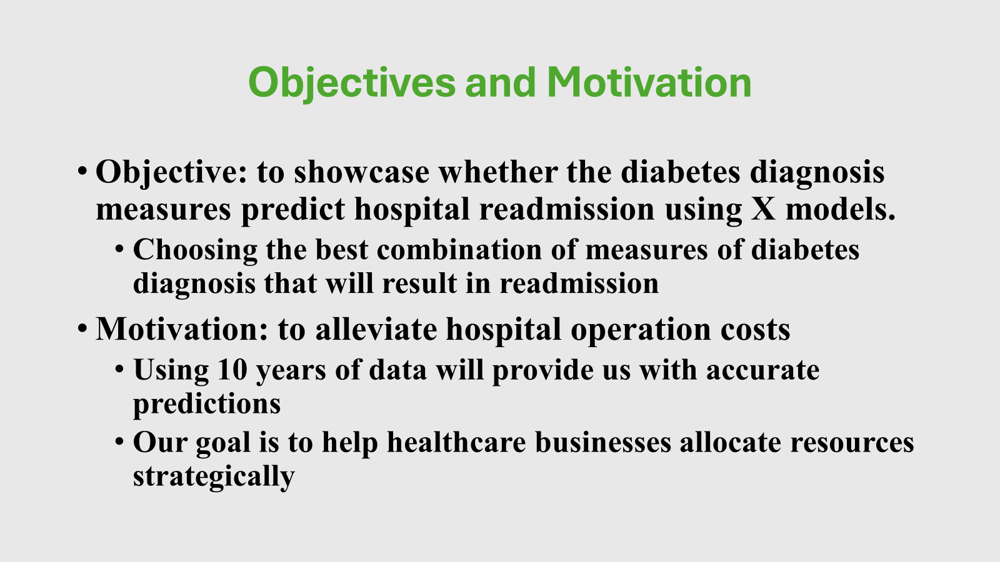 Objectives and Motivation
• Objective: to showcase whether the diabetes diagnosis
measures predict hospital readmission using X models.
• Choosing the best combination of measures of diabetes
diagnosis that will result in readmission
• Motivation: to alleviate hospital operation costs
• Using 10 years of data will provide us with accurate
predictions
• Our goal is to help healthcare businesses allocate resources
strategically